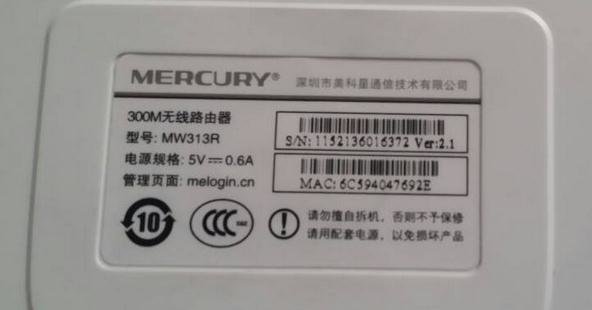 MERCURY® 深圳市美科星通信技术有限公司
300M无线路由器
型号: MW313R
S/N: 1152136016372 Ver:2.1
电源规格: 5V⎓0.6A
管理页面: melogin.cn
MAC: 6C594047692E
10
CCC S&E
请勿擅自拆机，否则不予保修
请用配套电源，以免损坏产品